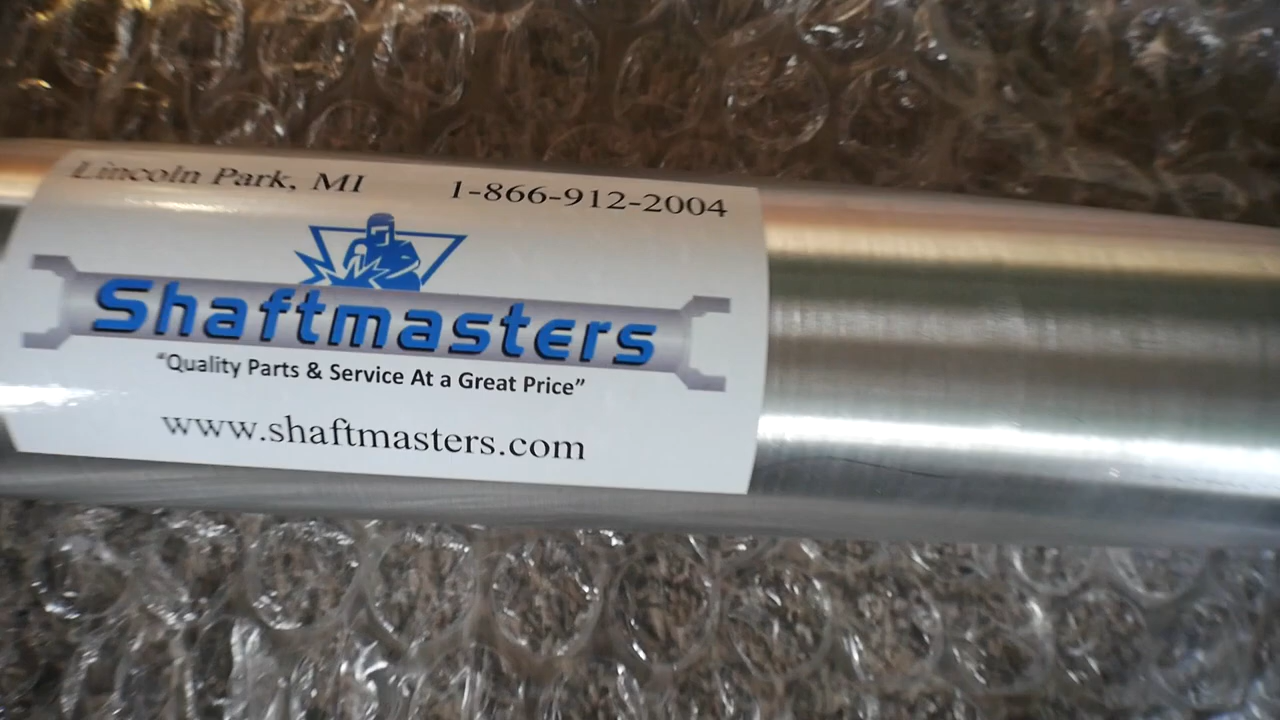 Lincoln Park, MI 1-866-912-2004
Shaftmasters
“Quality Parts & Service At a Great Price”
www.shaftmasters.com